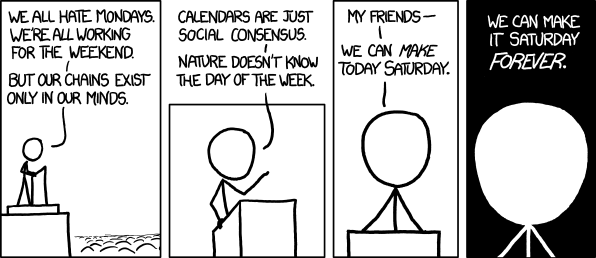 WE ALL HATE MONDAYS.
WE'RE ALL WORKING
FOR THE WEEKEND.
BUT OUR CHAINS EXIST
ONLY IN OUR MINDS.
CALENDARS ARE JUST
SOCIAL CONSENSUS.
NATURE DOESN'T KNOW
THE DAY OF THE WEEK.
MY FRIENDS—
WE CAN MAKE
TODAY SATURDAY.
WE CAN MAKE
IT SATURDAY
FOREVER.